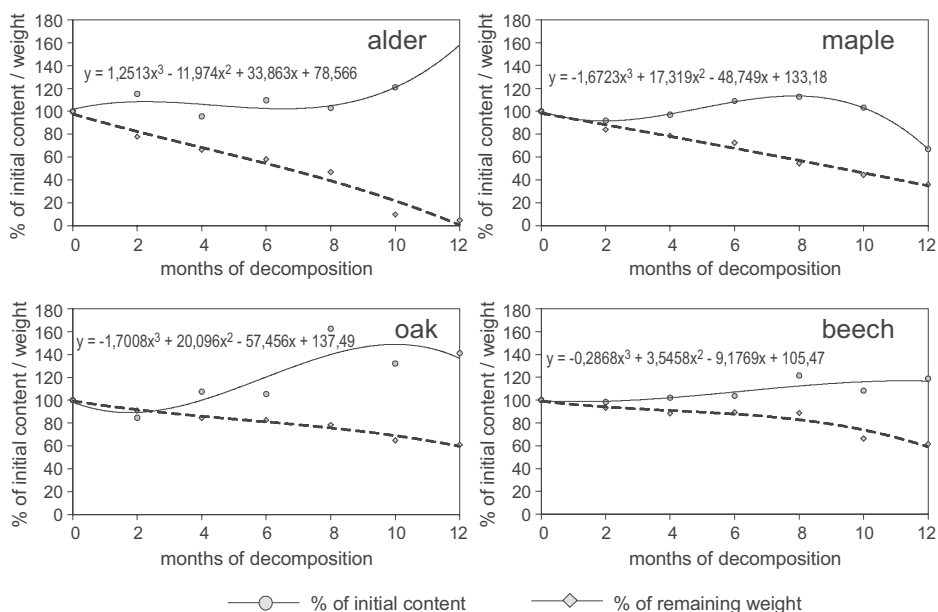 alder
y = 1,2513x³ - 11,974x² + 33,863x + 78,566
% of initial content / weight
180
160
140
120
100
80
60
40
20
0
0 2 4 6 8 10 12
months of decomposition
maple
y = -1,6723x³ + 17,319x² - 48,749x + 133,18
% of initial content / weight
180
160
140
120
100
80
60
40
20
0
0 2 4 6 8 10 12
months of decomposition
oak
y = -1,7008x³ + 20,096x² - 57,456x + 137,49
% of initial content / weight
180
160
140
120
100
80
60
40
20
0
0 2 4 6 8 10 12
months of decomposition
beech
y = -0,2868x³ + 3,5458x² - 9,1769x + 105,47
% of initial content / weight
180
160
140
120
100
80
60
40
20
0
0 2 4 6 8 10 12
months of decomposition
% of initial content
% of remaining weight